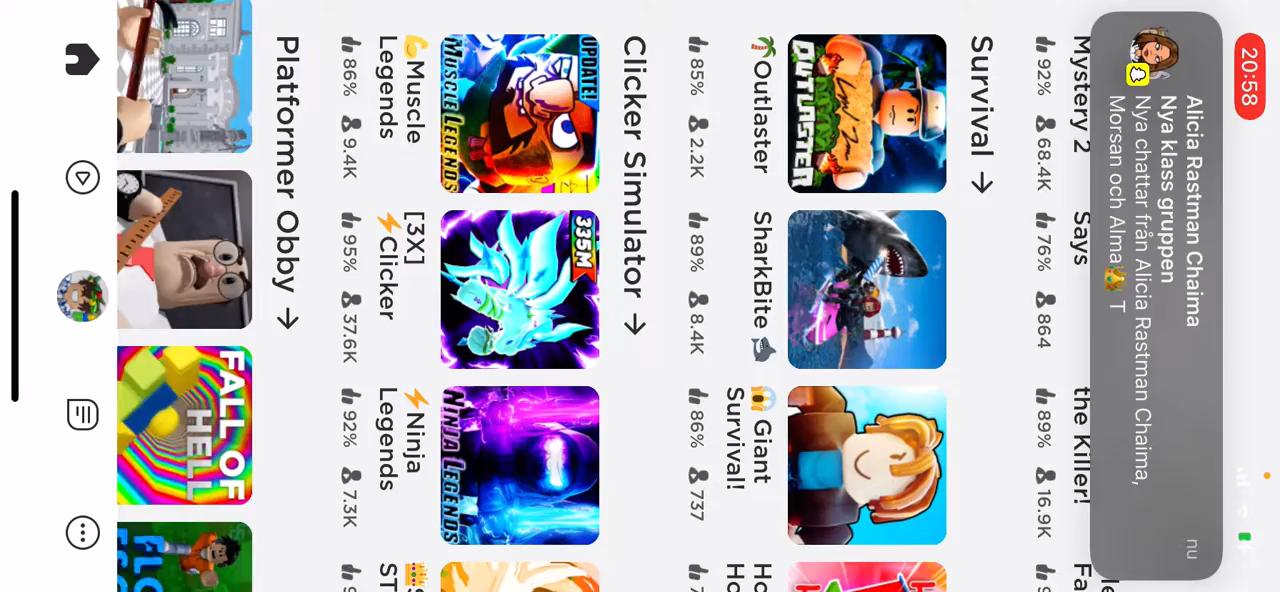 20:58
Alicia Rastman Chaima
nu
Nya klass gruppen
Nya chattar från Alicia Rastman Chaima,
Morsan och Alma👸 T
Mystery 2
Says
the Killer!
Fa
92% 68.4K
76% 864
89% 16.9K
Survival →
OUTLASTER
🌴Outlaster
SharkBite 🦈
😱 Giant
Survival!
85% 2.2K
89% 8.4K
86% 737
Clicker Simulator →
UPDATE!
MUSCLE LEGENDS
335M
NINJA LEGENDS
💪Muscle
Legends
[3X]
⚡Clicker
⚡Ninja
Legends
👑S
ST
86% 9.4K
95% 37.6K
92% 7.3K
Platformer Obby →
FALL OF
HELL